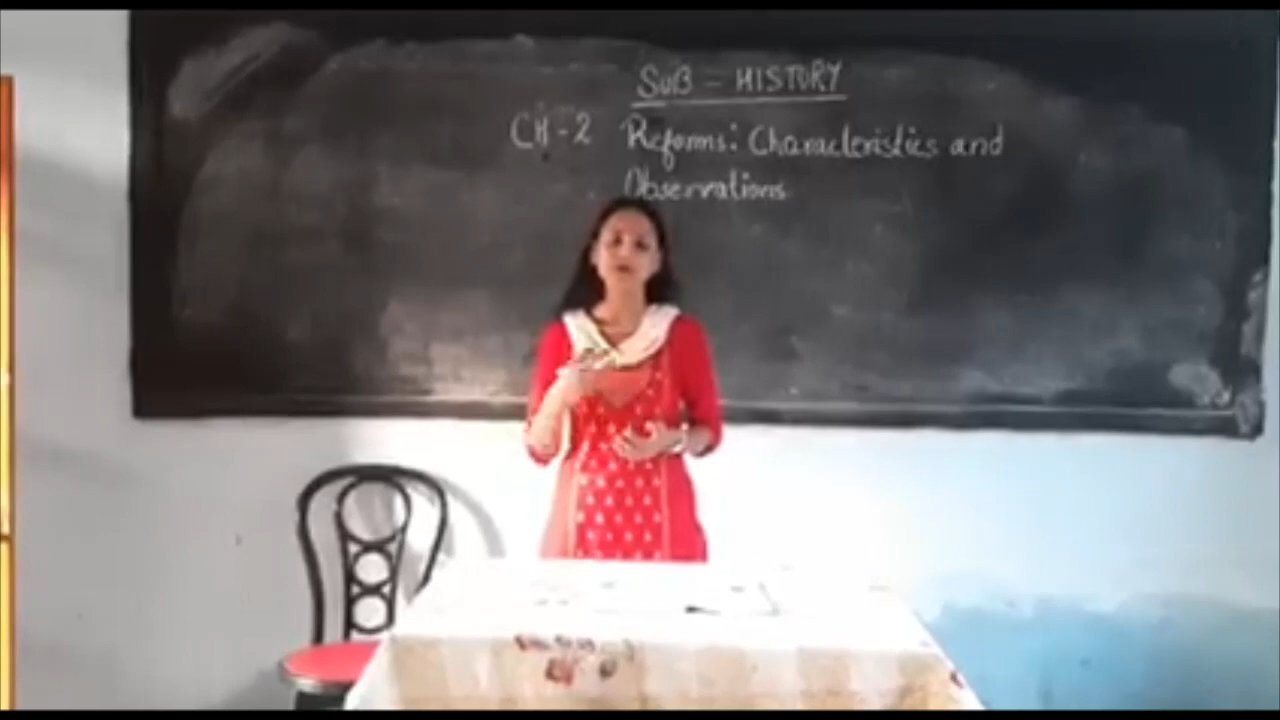 SUB - HISTORY
CH-2 Reforms: Characteristics and
Observations